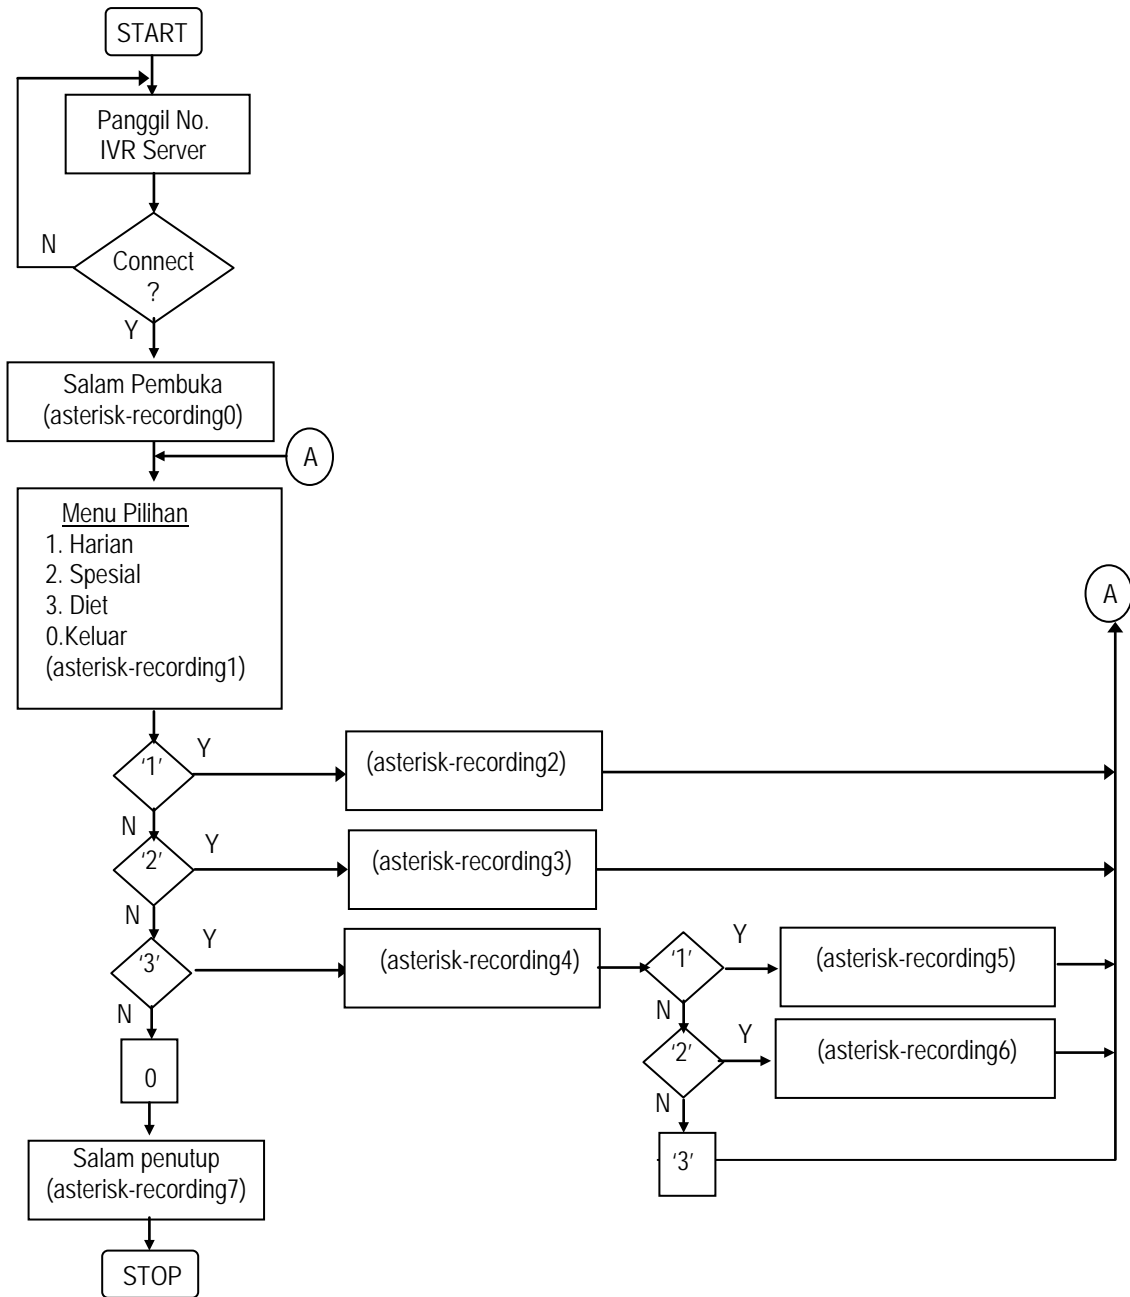 START
Panggil No.
IVR Server
N
Connect
?
Y
Salam Pembuka
(asterisk-recording0)
A
Menu Pilihan
1. Harian
2. Spesial
3. Diet
0.Keluar
(asterisk-recording1)
A
‘1’
Y
(asterisk-recording2)
N
‘2’
Y
(asterisk-recording3)
N
‘3’
Y
(asterisk-recording4)
‘1’
Y
(asterisk-recording5)
N
N
‘2’
Y
(asterisk-recording6)
0
N
‘3’
Salam penutup
(asterisk-recording7)
STOP